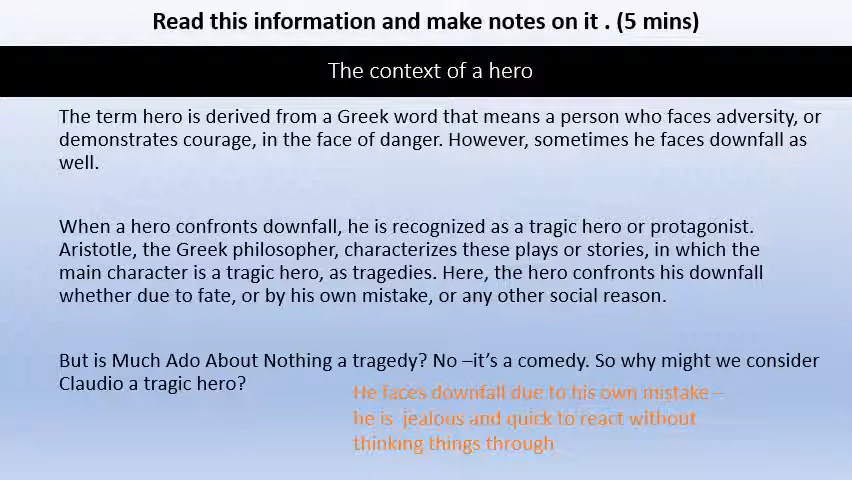 Read this information and make notes on it . (5 mins)
The context of a hero
The term hero is derived from a Greek word that means a person who faces adversity, or
demonstrates courage, in the face of danger. However, sometimes he faces downfall as
well.
When a hero confronts downfall, he is recognized as a tragic hero or protagonist.
Aristotle, the Greek philosopher, characterizes these plays or stories, in which the
main character is a tragic hero, as tragedies. Here, the hero confronts his downfall
whether due to fate, or by his own mistake, or any other social reason.
But is Much Ado About Nothing a tragedy? No –it’s a comedy. So why might we consider
Claudio a tragic hero?
He faces downfall due to his own mistake –
he is  jealous and quick to react without
thinking things through